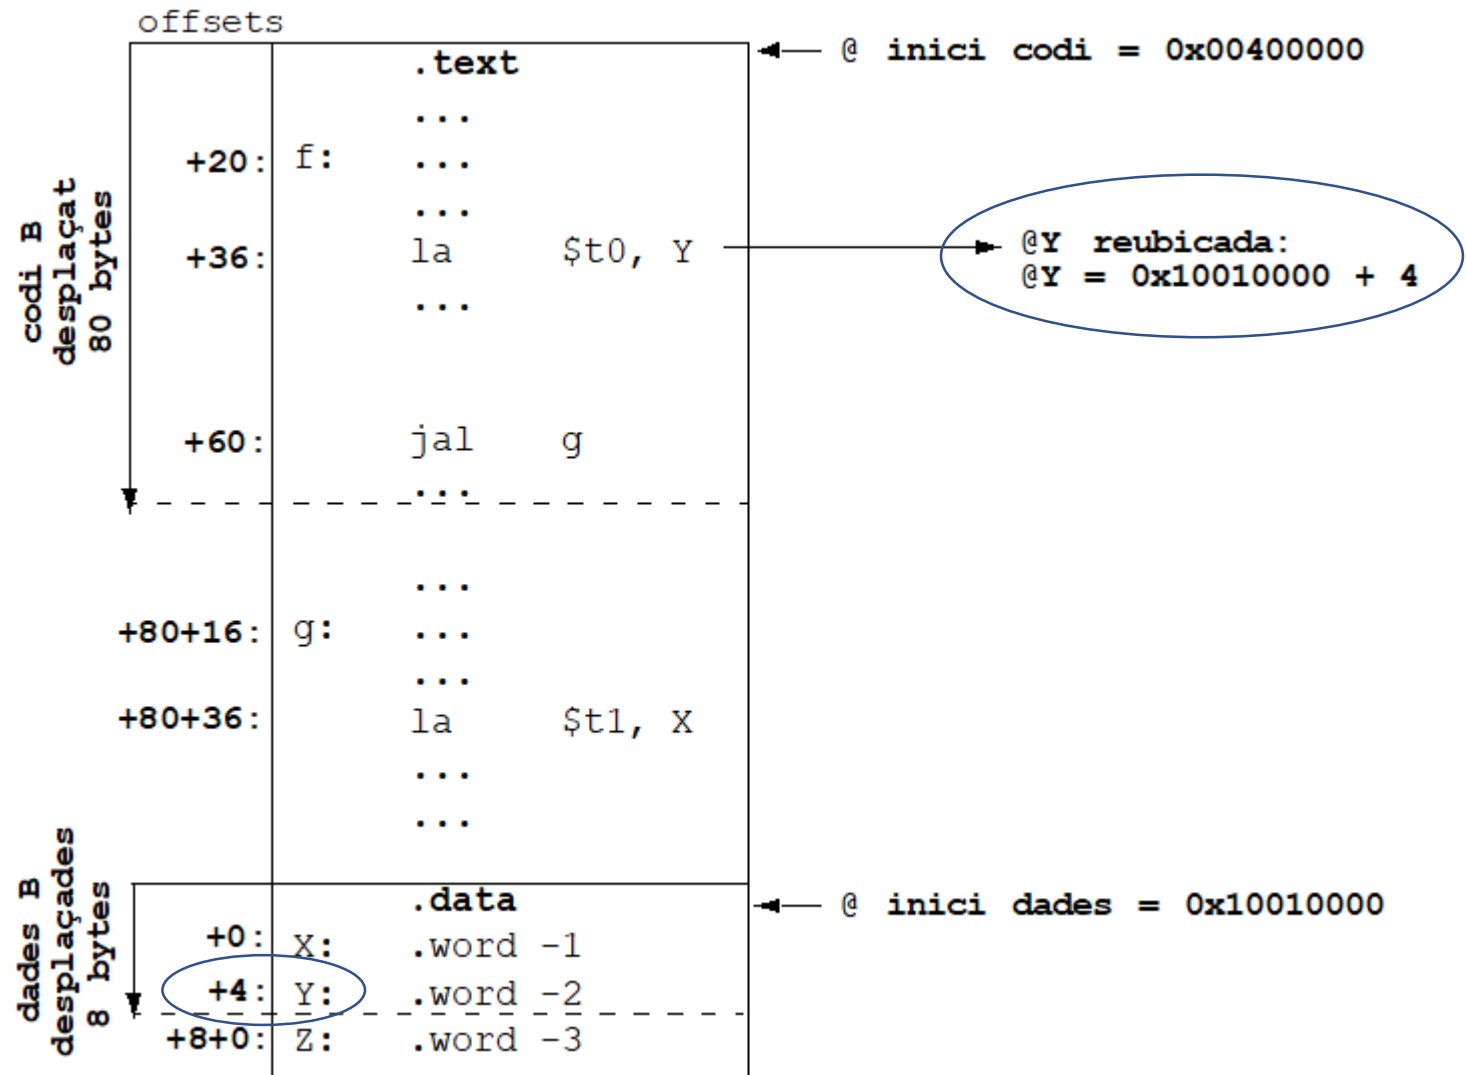 offsets
.text
@ inici codi = 0x00400000
...
+20: f: ...
...
+36: la $t0, Y
@Y reubicada:
@Y = 0x10010000 + 4
...
codi B
desplaçat
80 bytes
+60: jal g
...
...
+80+16: g: ...
...
+80+36: la $t1, X
...
...
.data
@ inici dades = 0x10010000
+0: X: .word -1
+4: Y: .word -2
+8+0: Z: .word -3
dades B
desplaçades
8 bytes